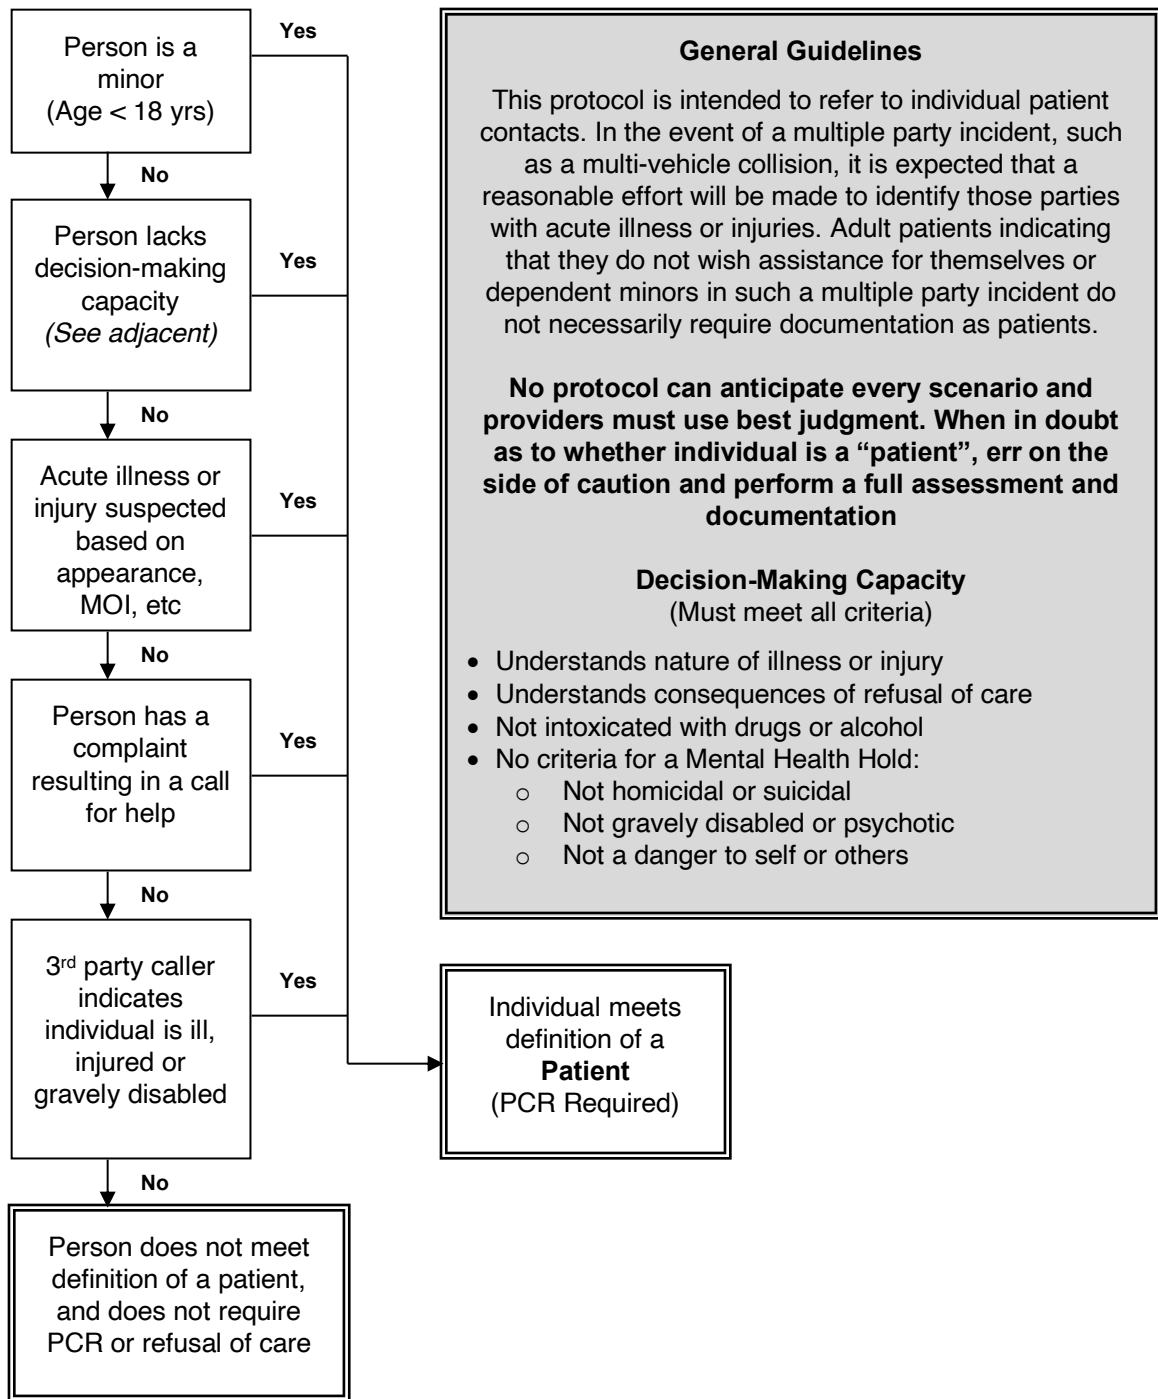 Person is a
minor
(Age < 18 yrs)
Yes
No
Person lacks
decision-making
capacity
(See adjacent)
Yes
No
Acute illness or
injury suspected
based on
appearance,
MOI, etc
Yes
No
Person has a
complaint
resulting in a call
for help
Yes
No
3rd party caller
indicates
individual is ill,
injured or
gravely disabled
Yes
No
Person does not meet
definition of a patient,
and does not require
PCR or refusal of care
General Guidelines
This protocol is intended to refer to individual patient
contacts. In the event of a multiple party incident, such
as a multi-vehicle collision, it is expected that a
reasonable effort will be made to identify those parties
with acute illness or injuries. Adult patients indicating
that they do not wish assistance for themselves or
dependent minors in such a multiple party incident do
not necessarily require documentation as patients.
No protocol can anticipate every scenario and
providers must use best judgment. When in doubt
as to whether individual is a “patient”, err on the
side of caution and perform a full assessment and
documentation
Decision-Making Capacity
(Must meet all criteria)
• Understands nature of illness or injury
• Understands consequences of refusal of care
• Not intoxicated with drugs or alcohol
• No criteria for a Mental Health Hold:
o Not homicidal or suicidal
o Not gravely disabled or psychotic
o Not a danger to self or others
Individual meets
definition of a
Patient
(PCR Required)